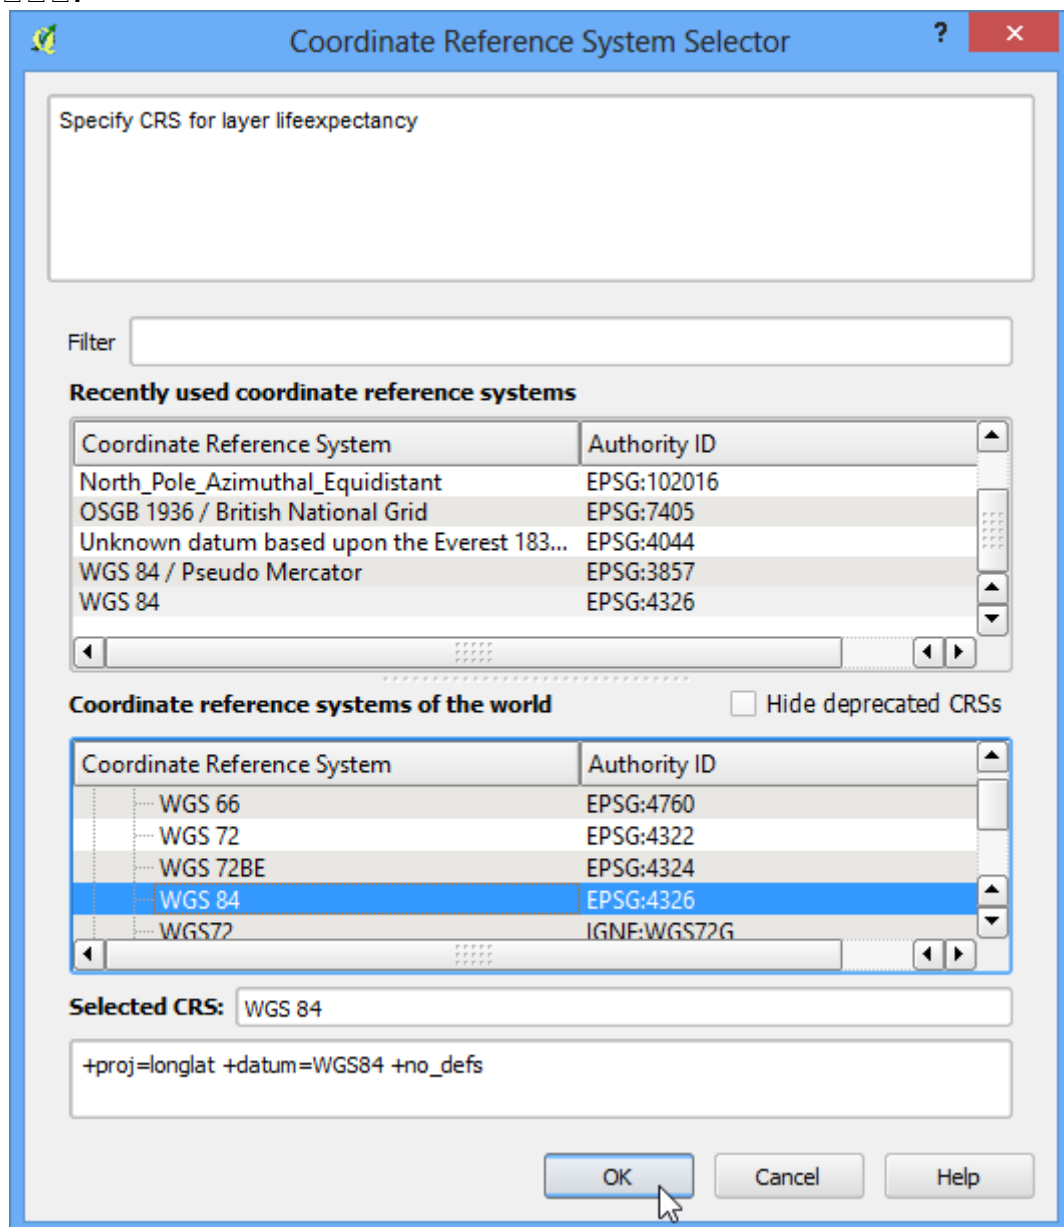 Coordinate Reference System Selector ?
Specify CRS for layer lifeexpectancy
Filter
Recently used coordinate reference systems
Coordinate Reference System Authority ID
North_Pole_Azimuthal_Equidistant EPSG:102016
OSGB 1936 / British National Grid EPSG:7405
Unknown datum based upon the Everest 183... EPSG:4044
WGS 84 / Pseudo Mercator EPSG:3857
WGS 84 EPSG:4326
Coordinate reference systems of the world Hide deprecated CRSs
Coordinate Reference System Authority ID
WGS 66 EPSG:4760
WGS 72 EPSG:4322
WGS 72BE EPSG:4324
WGS 84 EPSG:4326
WGS72 IGNF:WGS72G
Selected CRS: WGS 84
+proj=longlat +datum=WGS84 +no_defs
OK Cancel Help